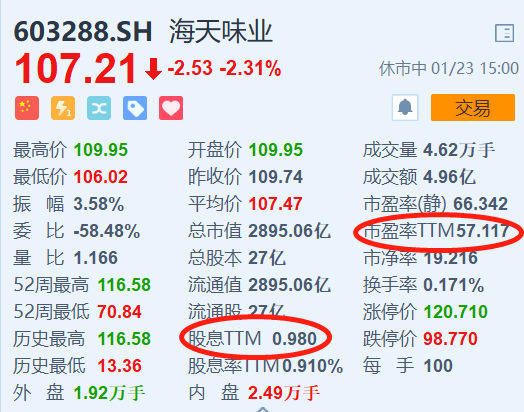 603288.SH 海天味业
107.21 -2.53 -2.31% 休市中 01/23 15:00
1 交易
最高价 109.95 开盘价 109.95 成交量 4.62万手
最低价 106.02 昨收价 109.74 成交额 4.96亿
振 幅 3.58% 平均价 107.47 市盈率(静) 66.342
委 比 -58.48% 总市值 2895.06亿 市盈率TTM 57.117
量 比 1.166 总股本 27亿 市净率 19.216
52周最高 116.58 流通值 2895.06亿 换手率 0.171%
52周最低 70.84 流通股 27亿 涨停价 120.710
历史最高 116.58 股息TTM 0.980 跌停价 98.770
历史最低 13.36 股息率TTM 0.910% 每 手 100
外 盘 1.92万手 内 盘 2.49万手